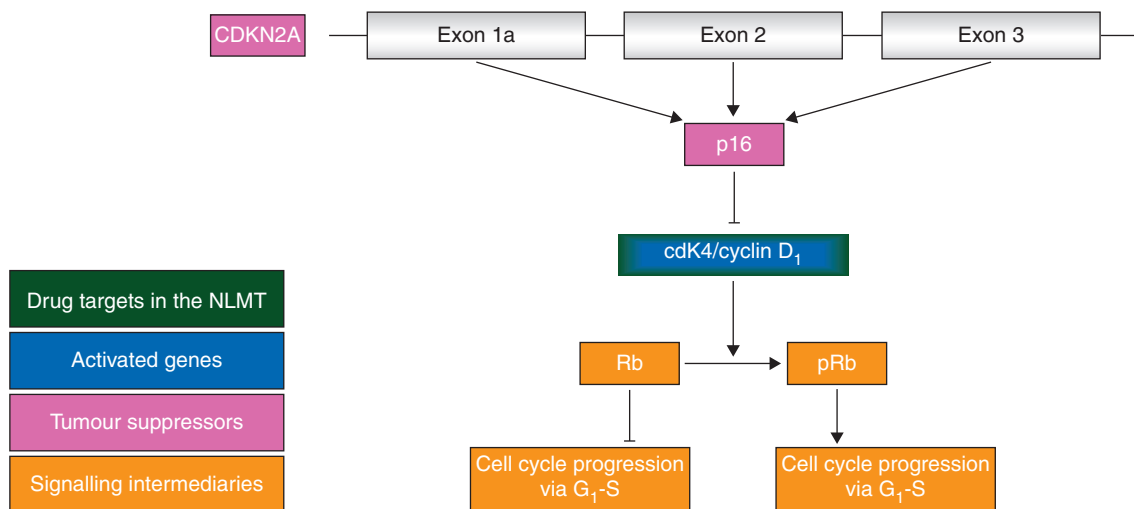 CDKN2A
Exon 1a
Exon 2
Exon 3
p16
cdK4/cyclin D1
Rb
pRb
Cell cycle progression
via G1-S
Cell cycle progression
via G1-S
Drug targets in the NLMT
Activated genes
Tumour suppressors
Signalling intermediaries